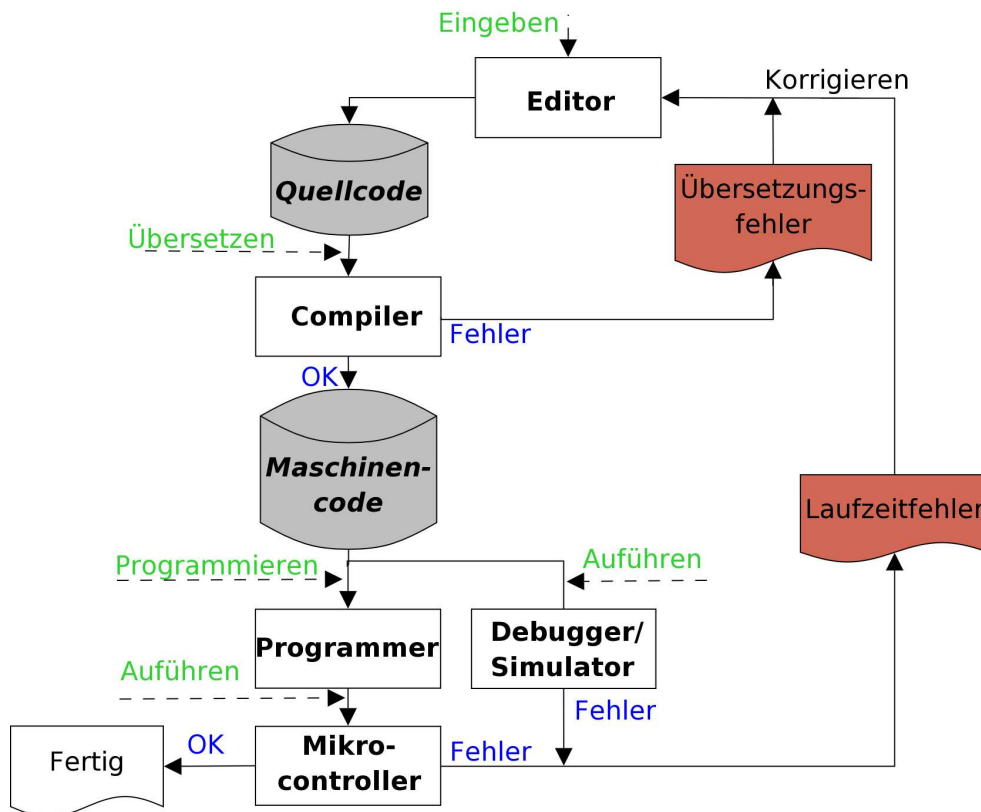 Eingeben
Editor
Korrigieren
Quellcode
Übersetzungs-
fehler
Übersetzen
Compiler
Fehler
OK
Maschinen-
code
Laufzeitfehler
Programmieren
Auführen
Programmer
Debugger/
Simulator
Auführen
Fehler
Mikro-
controller
OK
Fehler
Fertig